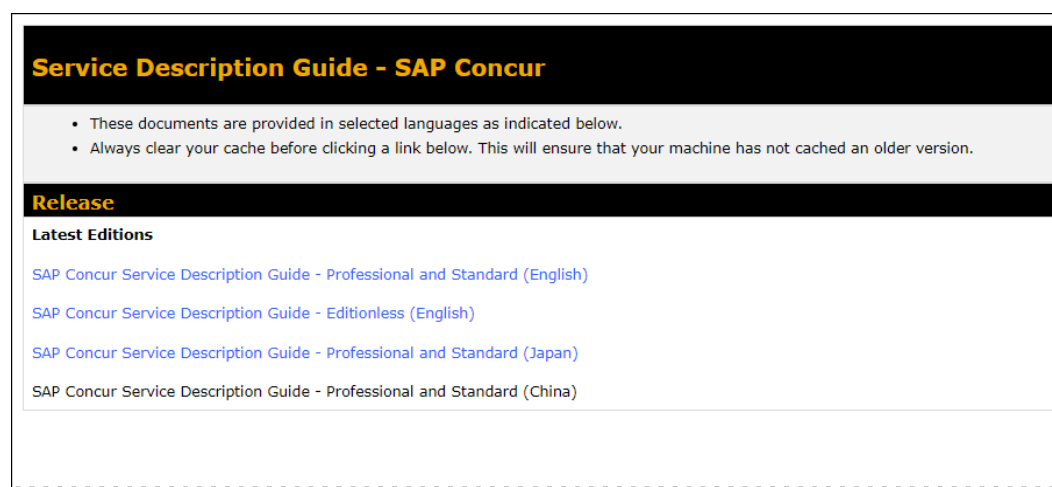 Service Description Guide - SAP Concur
• These documents are provided in selected languages as indicated below.
• Always clear your cache before clicking a link below. This will ensure that your machine has not cached an older version.
Release
Latest Editions
SAP Concur Service Description Guide - Professional and Standard (English)
SAP Concur Service Description Guide - Editionless (English)
SAP Concur Service Description Guide - Professional and Standard (Japan)
SAP Concur Service Description Guide - Professional and Standard (China)